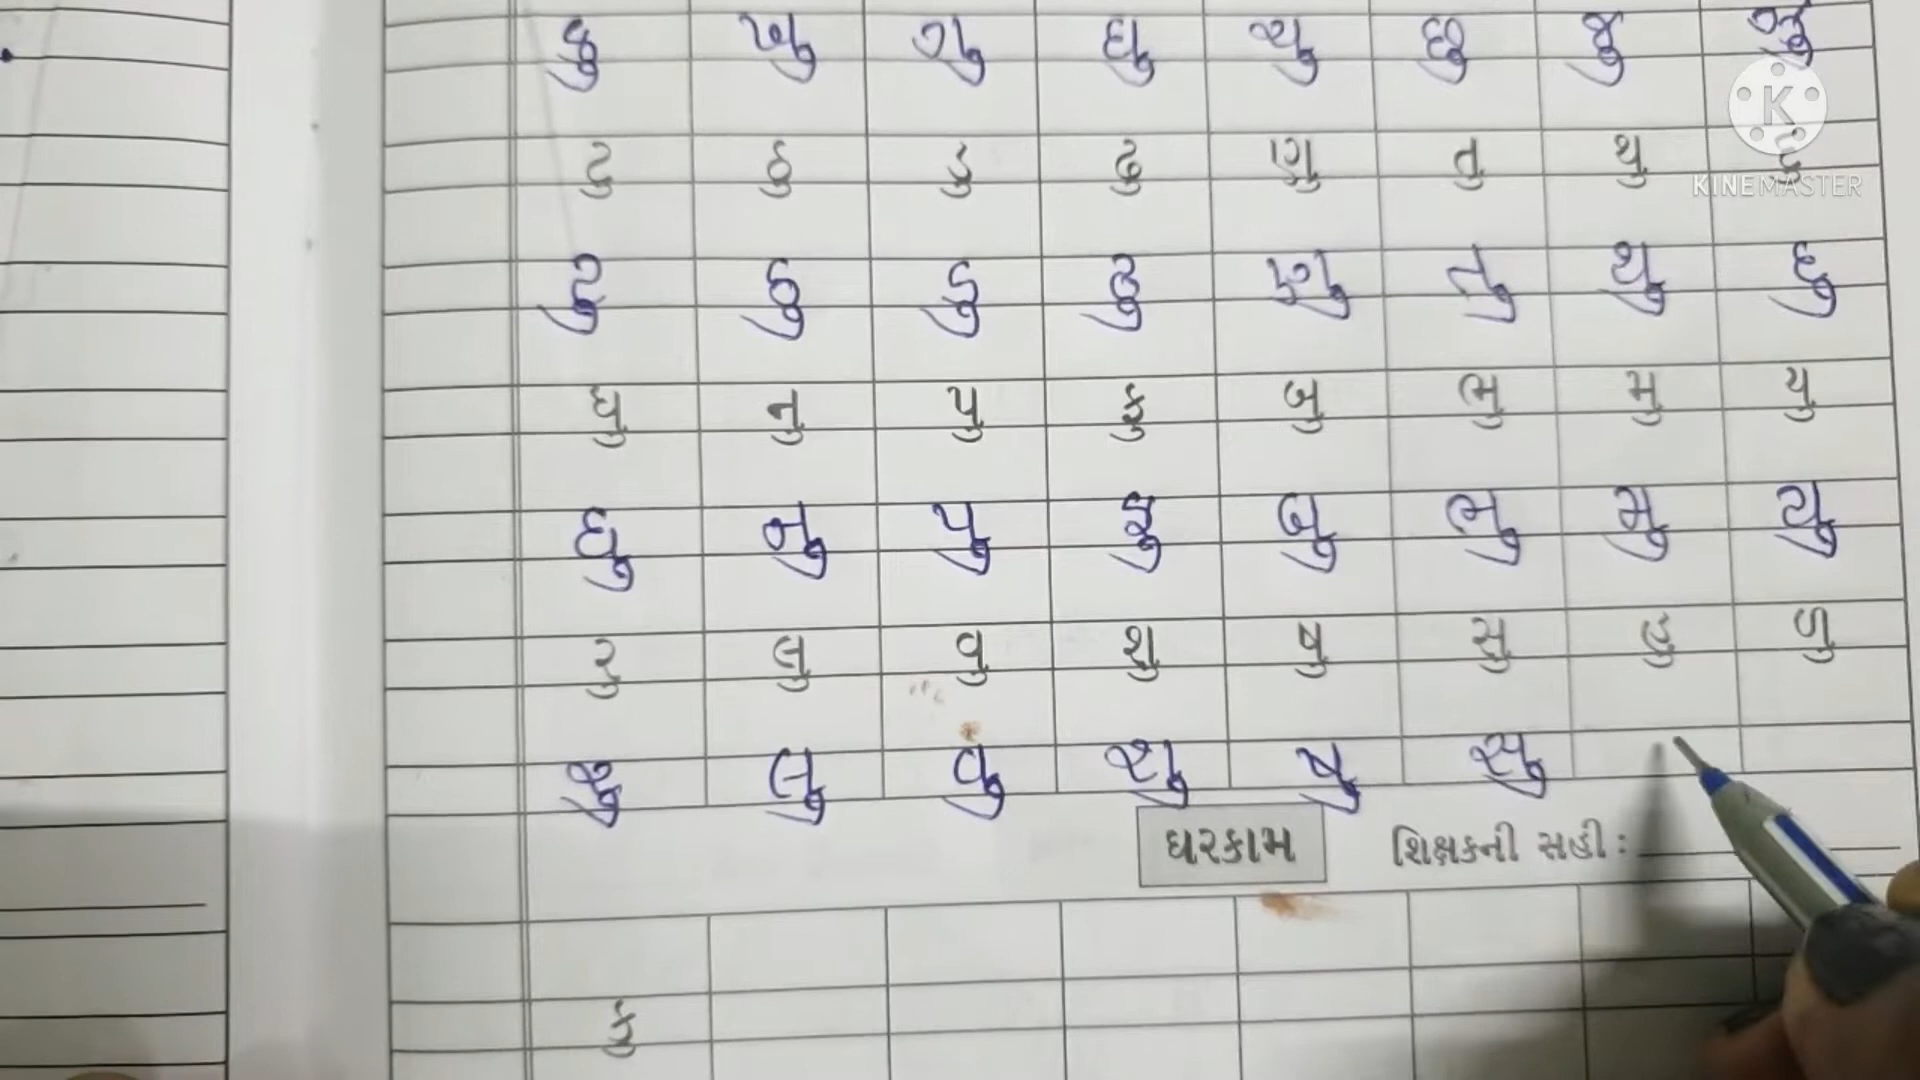 કુ ખુ ગુ ઘુ ચુ છુ જુ ઝુ
ટુ ઠુ ડુ ઢુ ણુ તુ થુ દુ
ટુ ઠુ ડુ ઢુ ણુ તુ થુ દુ
ધુ નુ પુ ફુ બુ ભુ મુ યુ
ધુ નુ પુ ફુ બુ ભુ મુ યુ
રુ લુ વુ શુ ષુ સુ હુ ળુ
રુ લુ વુ શુ ષુ સુ
ઘરકામ શિક્ષકની સહી :
કુ
K
KINEMASTER